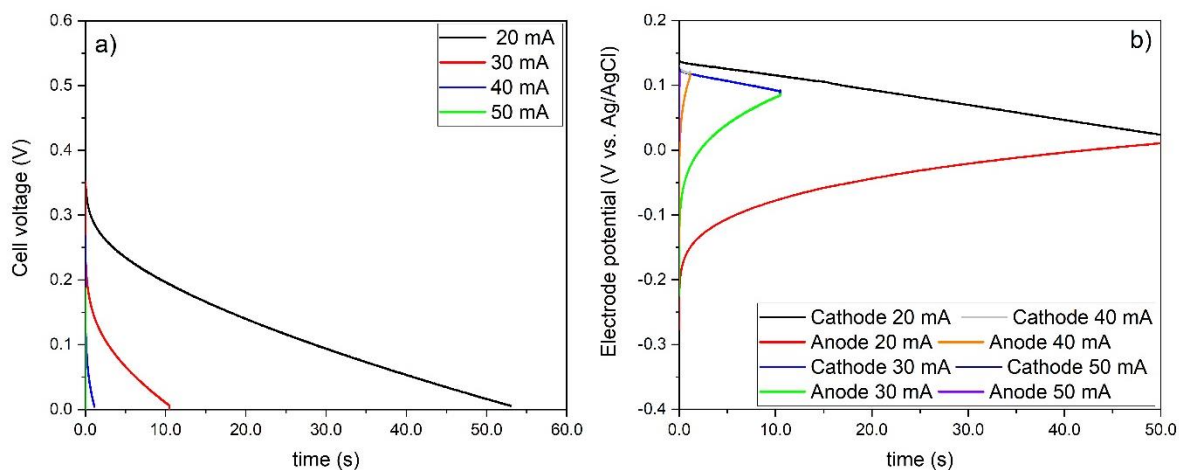 a)
20 mA
30 mA
40 mA
50 mA
0.6
0.5
0.4
0.3
0.2
0.1
0.0
Cell voltage (V)
0.0 10.0 20.0 30.0 40.0 50.0 60.0
time (s)
b)
0.2
0.1
0.0
-0.1
-0.2
-0.3
-0.4
Electrode potential (V vs. Ag/AgCl)
Cathode 20 mA Cathode 40 mA
Anode 20 mA Anode 40 mA
Cathode 30 mA Cathode 50 mA
Anode 30 mA Anode 50 mA
0.0 10.0 20.0 30.0 40.0 50.0
time (s)